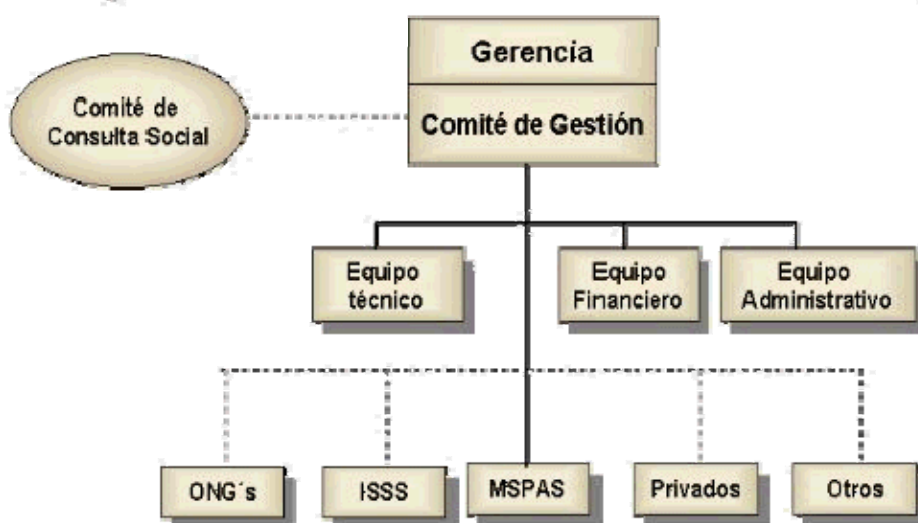 Gerencia
Comité de
Consulta Social
Comité de Gestión
Equipo
técnico
Equipo
Financiero
Equipo
Administrativo
ONG´s
ISSS
MSPAS
Privados
Otros